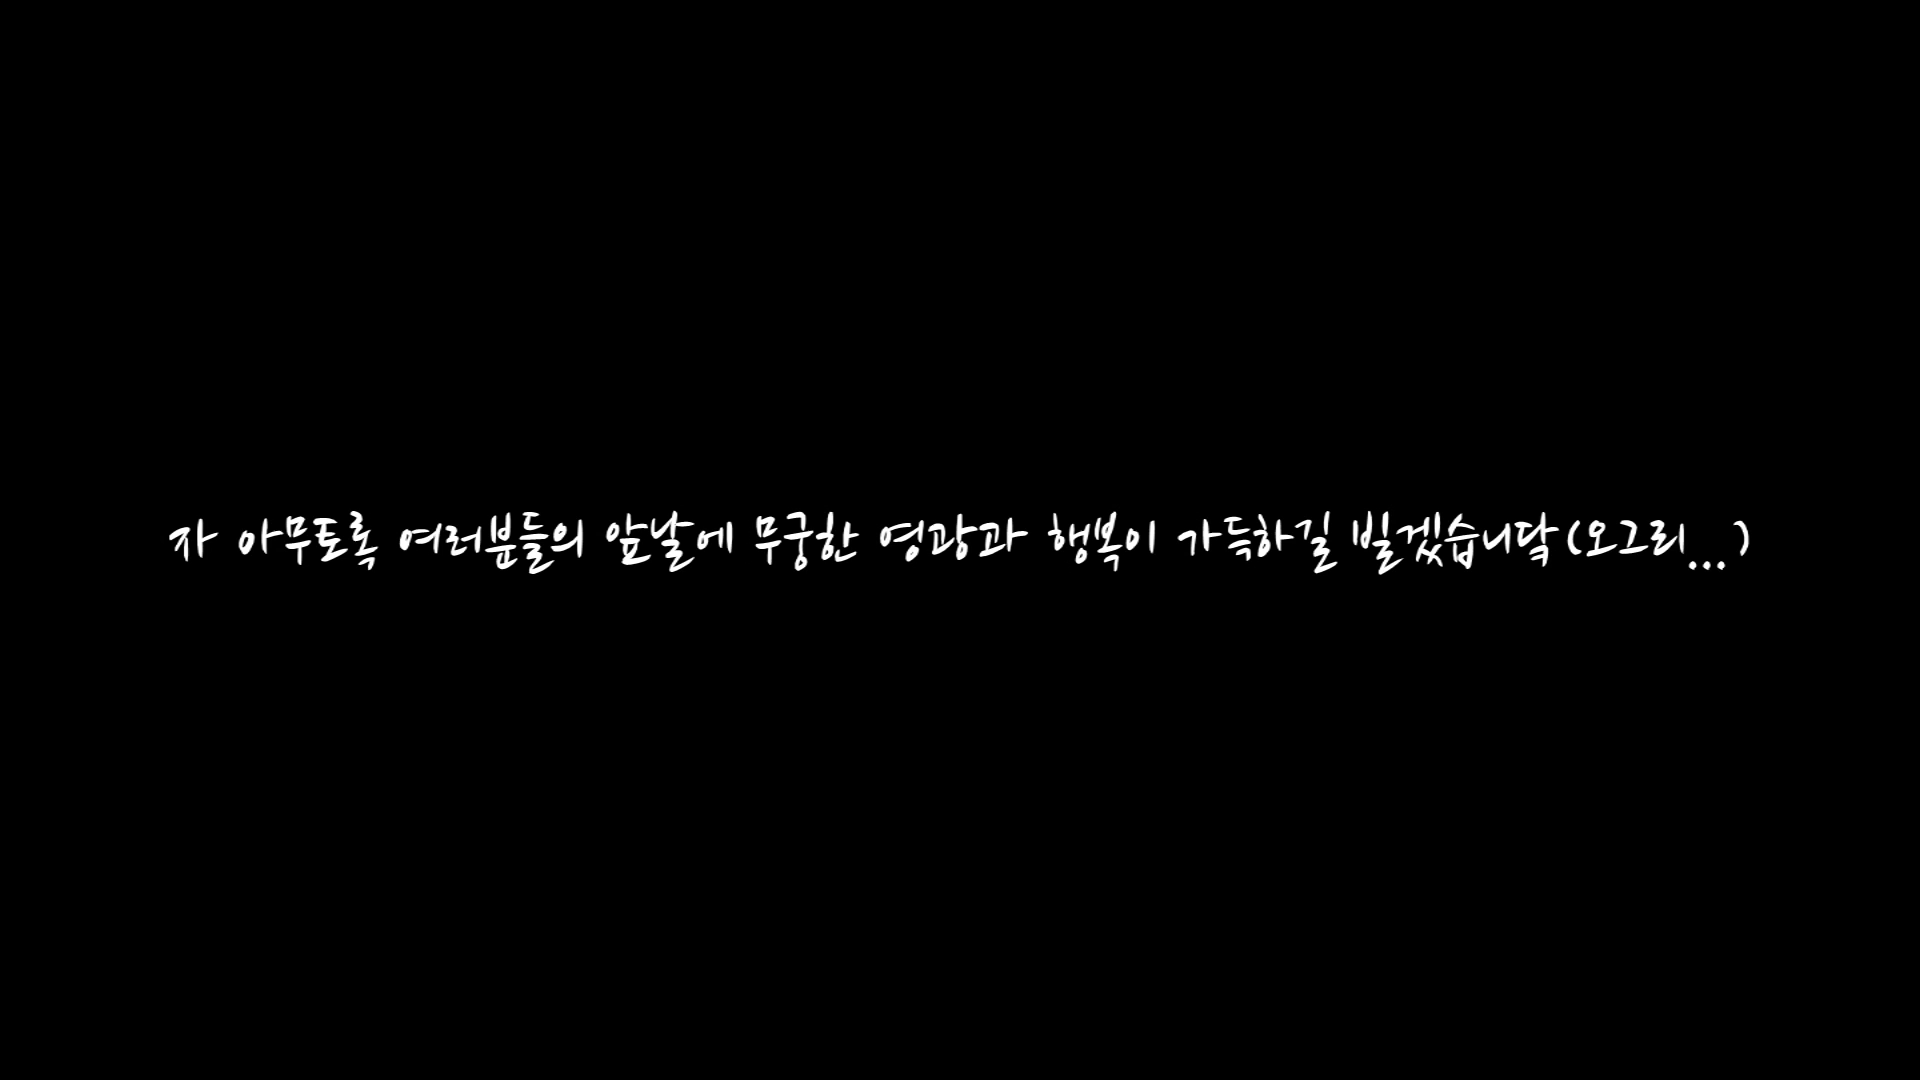 자 아무토록 여러분들의 앞날에 무궁한 영광과 행복이 가득하길 빌겠습니닼(오그리...)